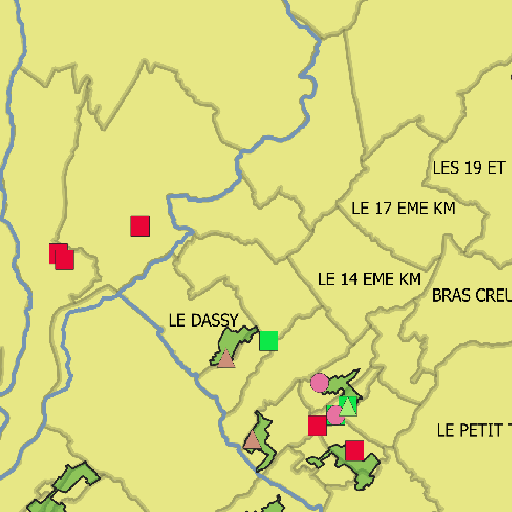 LES 19 ET
LE 17 EME KM
LE 14 EME KM
BRAS CREU
LE DASSY
LE PETIT T